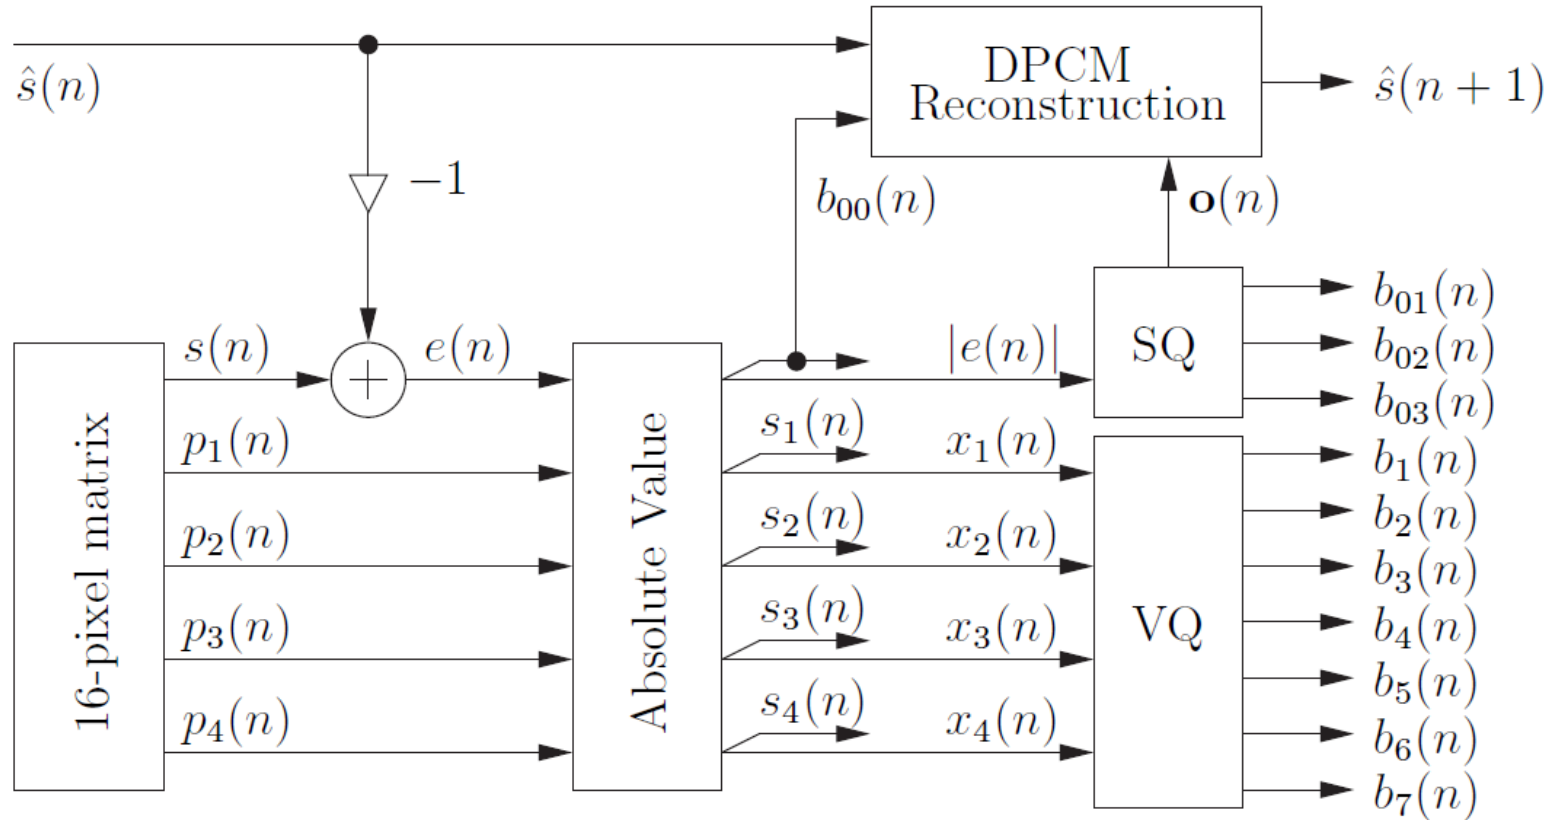 DPCM
Reconstruction
ŝ(n)
ŝ(n + 1)
−1
b₀₀(n)
o(n)
s(n)
e(n)
|e(n)|
SQ
b₀₁(n)
b₀₂(n)
b₀₃(n)
16-pixel matrix
p₁(n)
p₂(n)
p₃(n)
p₄(n)
+
Absolute Value
s₁(n)
x₁(n)
s₂(n)
x₂(n)
s₃(n)
x₃(n)
s₄(n)
x₄(n)
VQ
b₁(n)
b₂(n)
b₃(n)
b₄(n)
b₅(n)
b₆(n)
b₇(n)